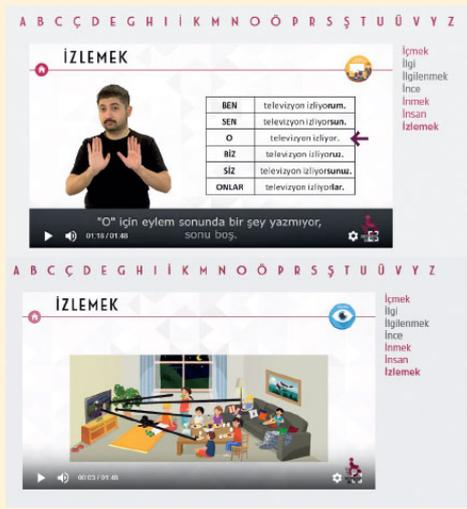 A B C Ç D E G H I İ K M N O Ö P R S Ş T U Ü V Y Z
İZLEMEK
BEN televizyon izliyorum.
SEN televizyon izliyorsun.
O televizyon izliyor.
BİZ televizyon izliyoruz.
SİZ televizyon izliyorsunuz.
ONLAR televizyon izliyorlar.
"O" için eylem sonunda bir şey yazmıyor,
sonu boş.
01:18 / 01:48
İçmek
İlgi
İlgilenmek
İnce
İnmek
İnsan
İzlemek
A B C Ç D E G H I İ K M N O Ö P R S Ş T U Ü V Y Z
İZLEMEK
00:03 / 01:48
İçmek
İlgi
İlgilenmek
İnce
İnmek
İnsan
İzlemek